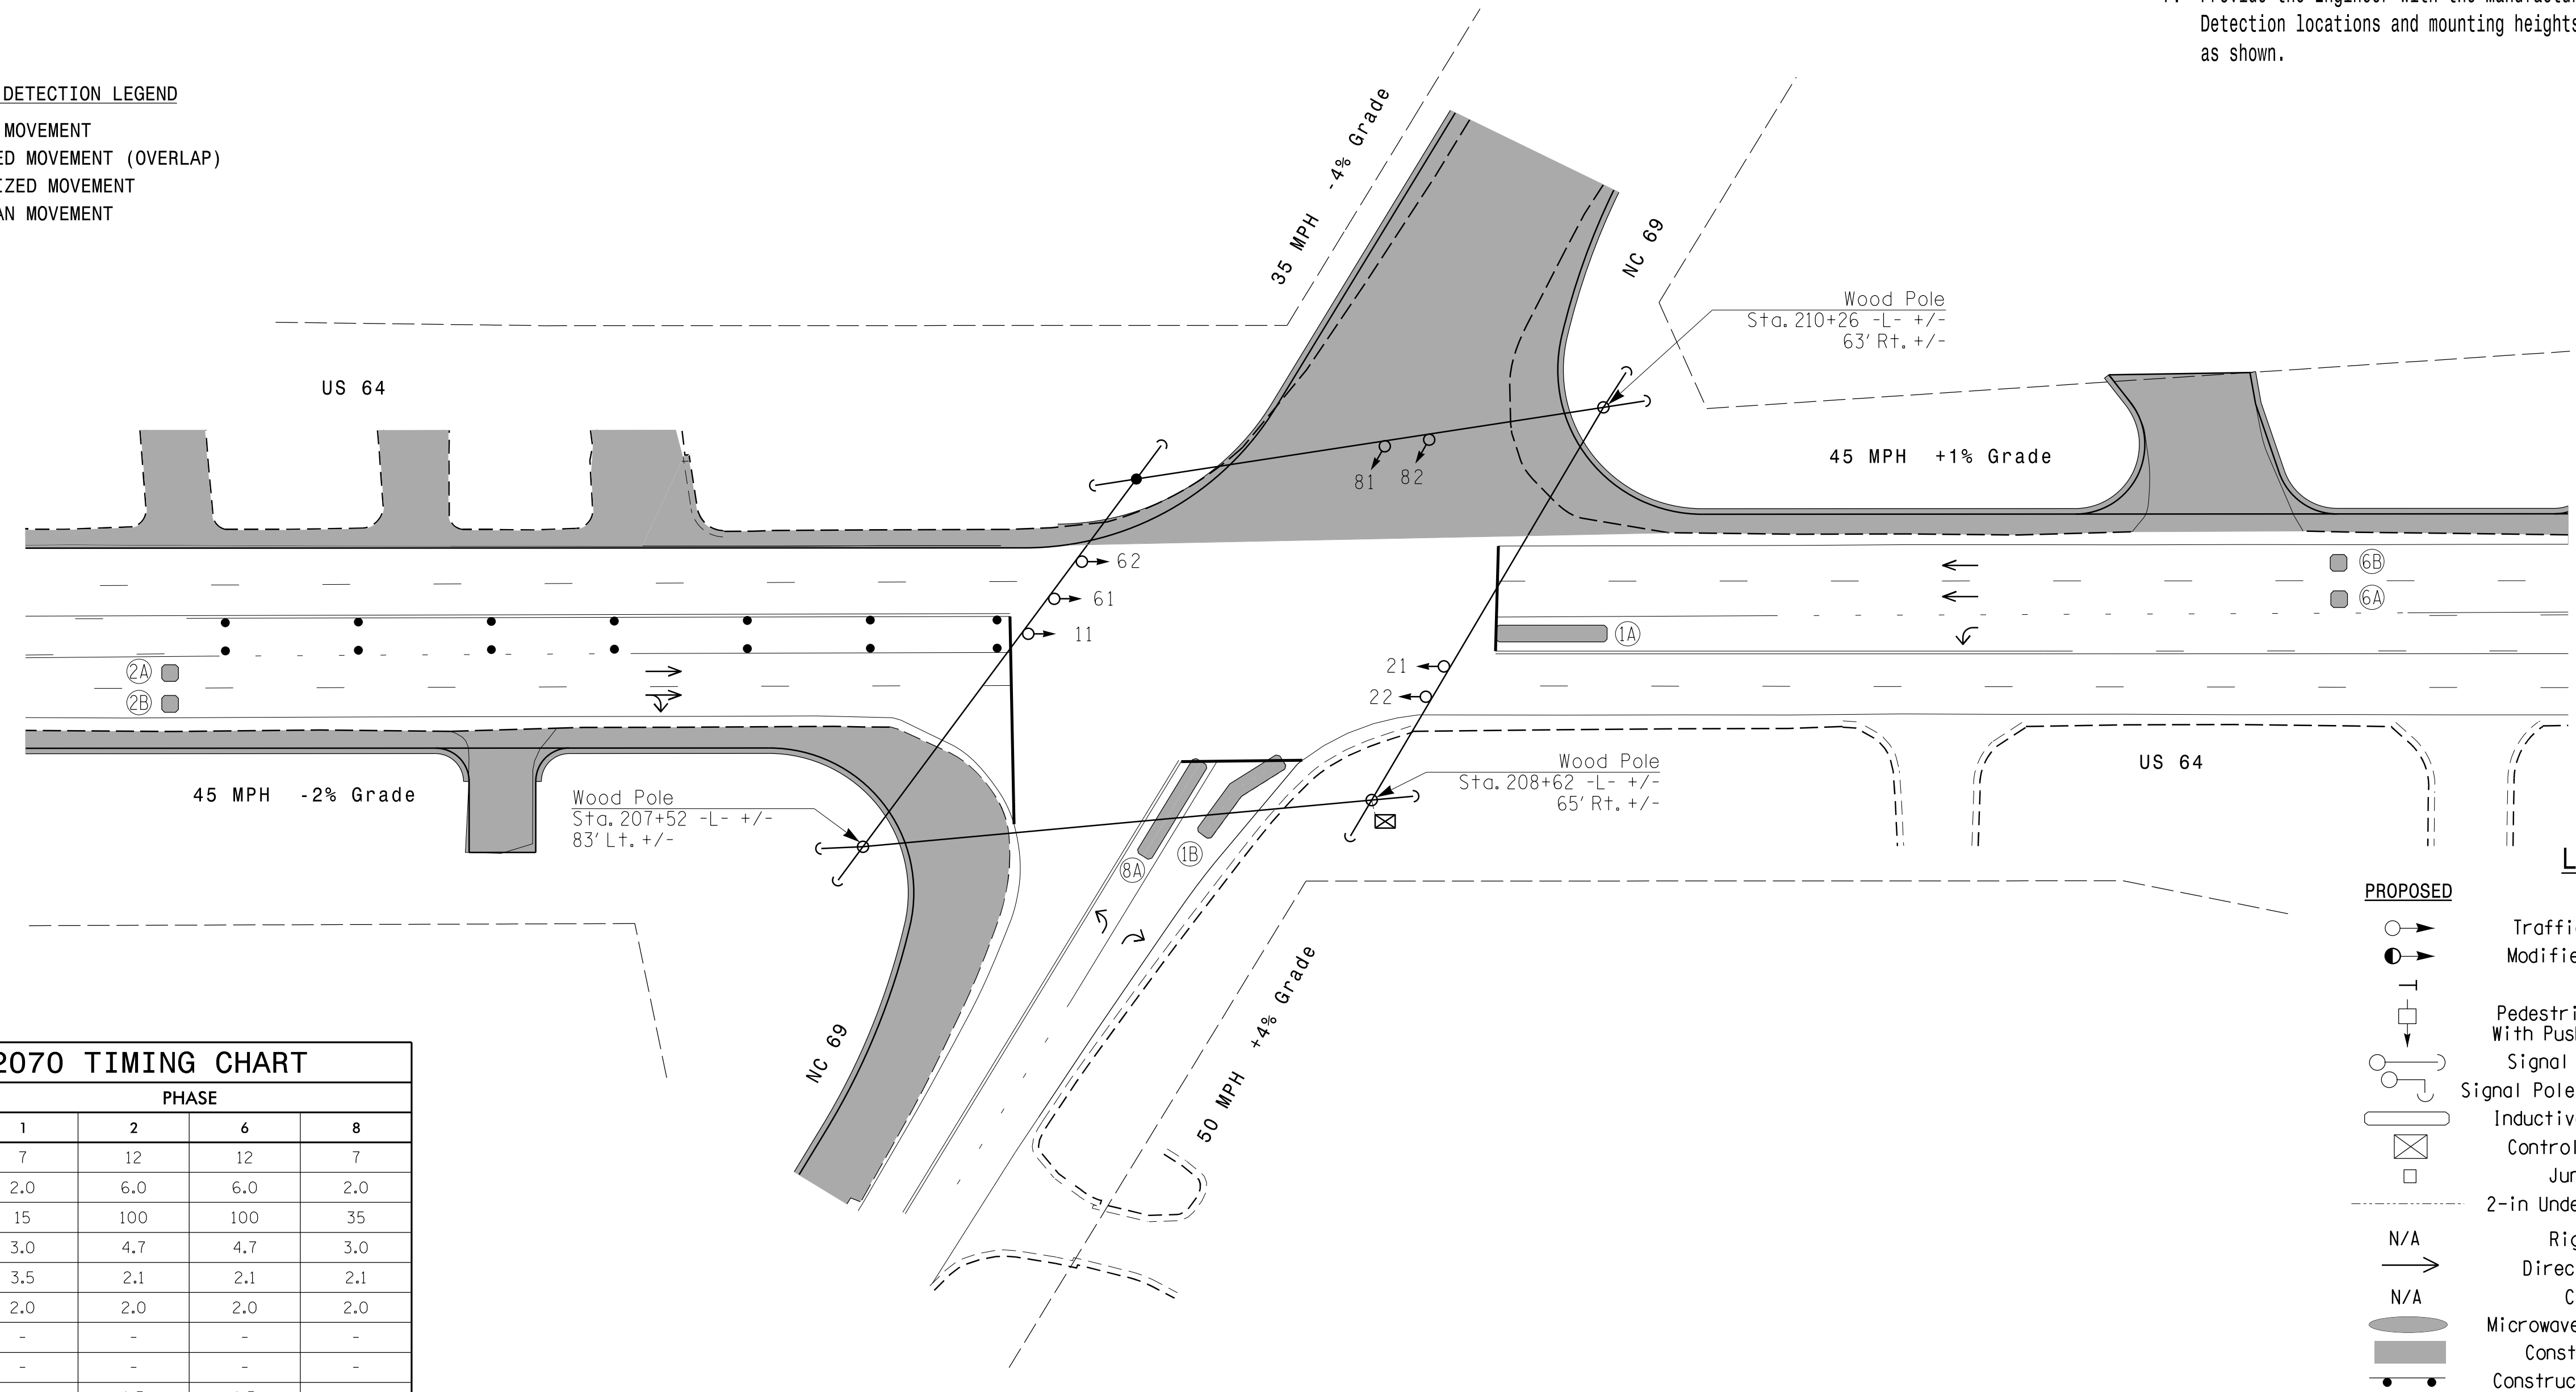 Detection locations and mounting heights
as shown.
DETECTION LEGEND
MOVEMENT
ED MOVEMENT (OVERLAP)
IZED MOVEMENT
AN MOVEMENT
35 MPH -4% Grade
NC 69
Wood Pole
Sta. 210+26 -L- +/-
63' Rt. +/-
US 64
45 MPH +1% Grade
81
82
62
61
11
6B
6A
1A
2A
2B
21
22
45 MPH -2% Grade
Wood Pole
Sta. 207+52 -L- +/-
83' Lt. +/-
Wood Pole
Sta. 208+62 -L- +/-
65' Rt. +/-
US 64
8A
1B
NC 69
50 MPH +4% Grade
2070 TIMING CHART
PHASE
1 2 6 8
7 12 12 7
2.0 6.0 6.0 2.0
15 100 100 35
3.0 4.7 4.7 3.0
3.5 2.1 2.1 2.1
2.0 2.0 2.0 2.0
- - - -
- - - -
L
PROPOSED
Traffi
Modifie
Pedestri
With Pus
Signal
Signal Pole
Inductiv
Control
Jun
2-in Unde
N/A Rig
Direc
N/A C
Microwave
Const
Construc